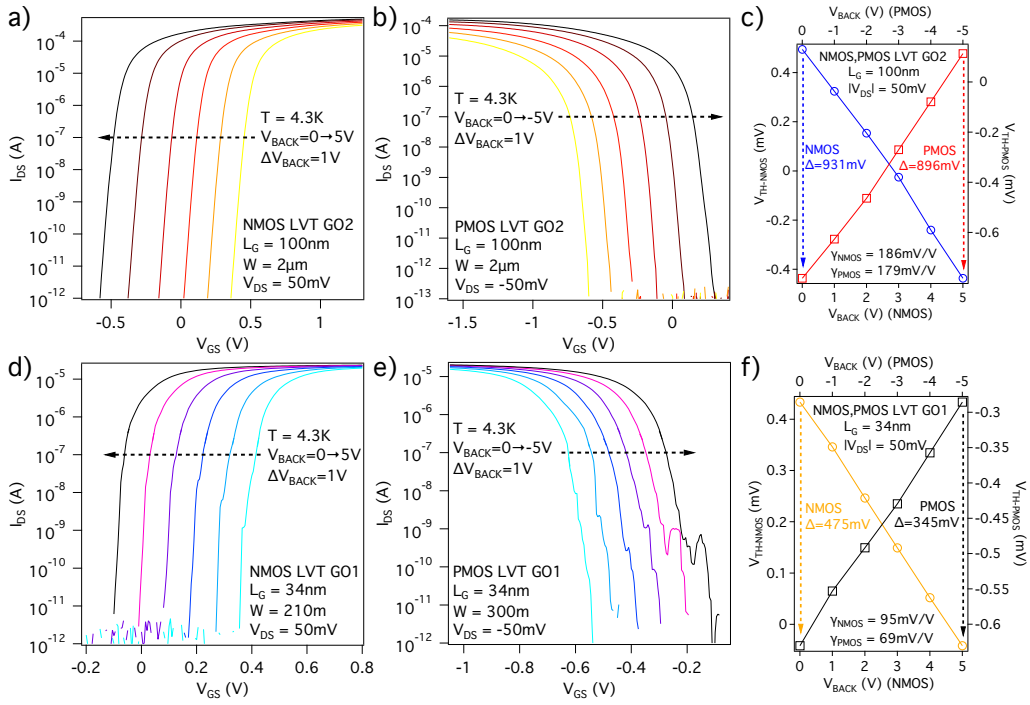 a)
10⁻⁴
10⁻⁵
10⁻⁶
10⁻⁷
10⁻⁸
10⁻⁹
10⁻¹⁰
10⁻¹¹
10⁻¹²
I_DS (A)
T = 4.3K
V_BACK=0→5V
ΔV_BACK=1V
NMOS LVT GO2
L_G = 100nm
W = 2µm
V_DS = 50mV
-0.5 0 0.5 1
V_GS (V)
b)
10⁻⁴
10⁻⁵
10⁻⁶
10⁻⁷
10⁻⁸
10⁻⁹
10⁻¹⁰
10⁻¹¹
10⁻¹²
10⁻¹³
T = 4.3K
V_BACK=0→-5V
ΔV_BACK=1V
PMOS LVT GO2
L_G = 100nm
W = 2µm
V_DS = -50mV
-1.5 -1 -0.5 0
V_GS (V)
c)
V_BACK (V) (PMOS)
0 -1 -2 -3 -4 -5
NMOS,PMOS LVT GO2
L_G = 100nm
|V_DS| = 50mV
0.4
0.2
0
-0.2
-0.4
V_TH-NMOS (mV)
NMOS
Δ=931mV
PMOS
Δ=896mV
0
-0.2
-0.4
-0.6
V_TH-PMOS (mV)
γ_NMOS = 186mV/V
γ_PMOS = 179mV/V
0 1 2 3 4 5
V_BACK (V) (NMOS)
d)
10⁻⁵
10⁻⁶
10⁻⁷
10⁻⁸
10⁻⁹
10⁻¹⁰
10⁻¹¹
10⁻¹²
I_DS (A)
T = 4.3K
V_BACK=0→5V
ΔV_BACK=1V
NMOS LVT GO1
L_G = 34nm
W = 210m
V_DS = 50mV
-0.2 0 0.2 0.4 0.6 0.8
V_GS (V)
e)
10⁻⁵
10⁻⁶
10⁻⁷
10⁻⁸
10⁻⁹
10⁻¹⁰
10⁻¹¹
10⁻¹²
T = 4.3K
V_BACK=0→-5V
ΔV_BACK=1V
PMOS LVT GO1
L_G = 34nm
W = 300m
V_DS = -50mV
-1 -0.8 -0.6 -0.4 -0.2
V_GS (V)
f)
V_BACK (V) (PMOS)
0 -1 -2 -3 -4 -5
NMOS,PMOS LVT GO1
L_G = 34nm
|V_DS| = 50mV
0.4
0.4
0.2
0
V_TH-NMOS (mV)
NMOS
Δ=475mV
PMOS
Δ=345mV
-0.3
-0.35
-0.4
-0.45
-0.5
-0.55
-0.6
V_TH-PMOS (mV)
γ_NMOS = 95mV/V
γ_PMOS = 69mV/V
0 1 2 3 4 5
V_BACK (V) (NMOS)